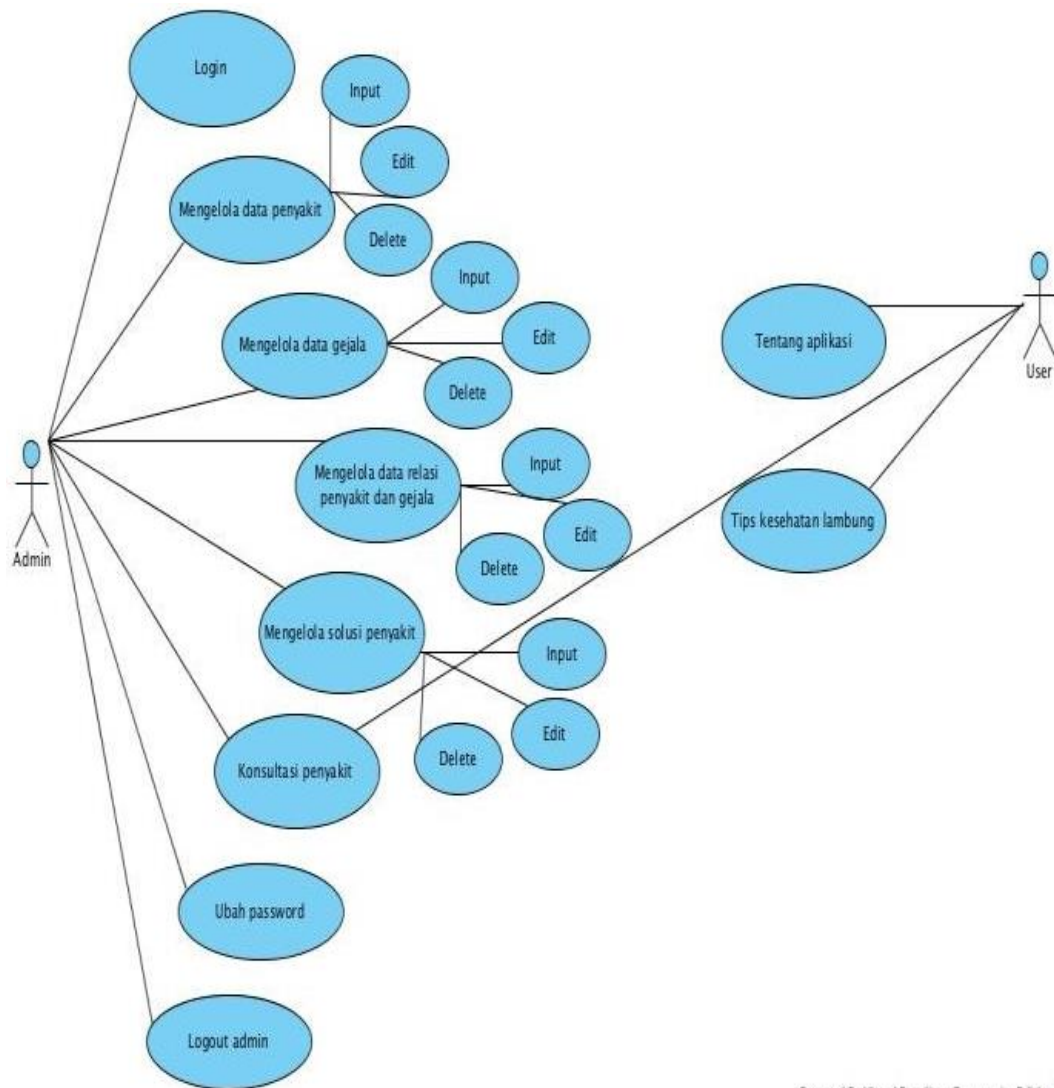 Login
Input
Edit
Mengelola data penyakit
Delete
Input
Mengelola data gejala
Edit
Delete
Tentang aplikasi
User
Mengelola data relasi
penyakit dan gejala
Input
Edit
Delete
Tips kesehatan lambung
Admin
Mengelola solusi penyakit
Input
Edit
Delete
Konsultasi penyakit
Ubah password
Logout admin